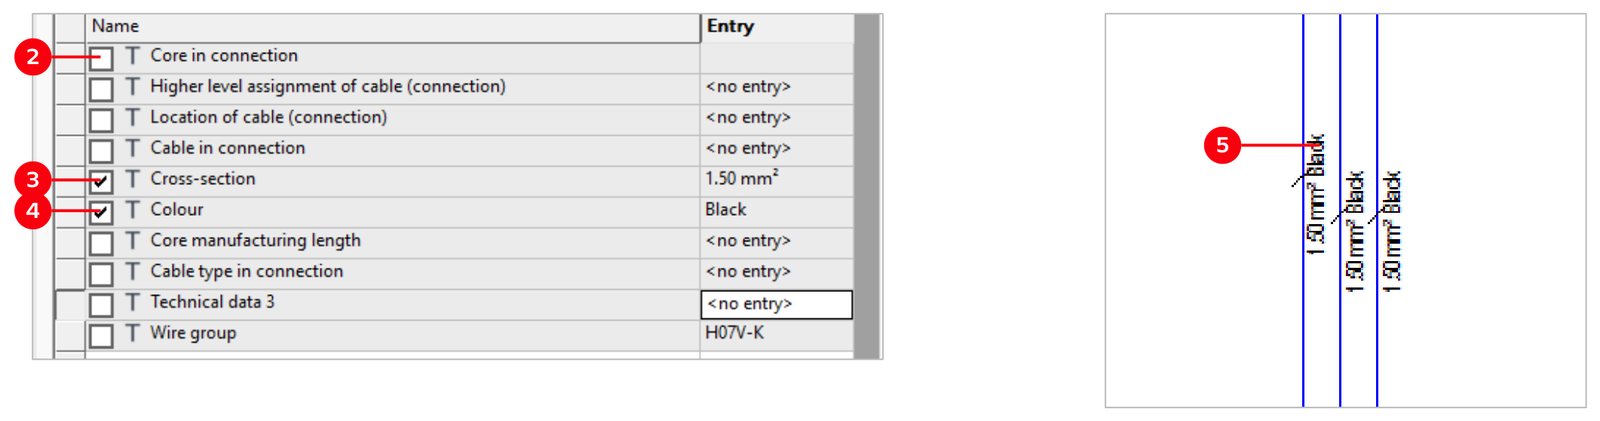 Name Entry
2 T Core in connection
T Higher level assignment of cable (connection) <no entry>
T Location of cable (connection) <no entry>
T Cable in connection <no entry>
3 T Cross-section 1.50 mm²
4 T Colour Black
T Core manufacturing length <no entry>
T Cable type in connection <no entry>
T Technical data 3 <no entry>
T Wire group H07V-K
5
1.50 mm² Black
1.50 mm² Black
1.50 mm² Black